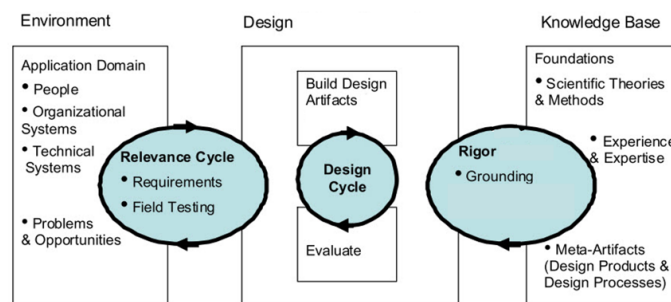 Environment
Design
Knowledge Base
Application Domain
• People
• Organizational
Systems
• Technical
Systems
• Problems
& Opportunities
Relevance Cycle
• Requirements
• Field Testing
Build Design
Artifacts
Design
Cycle
Evaluate
Rigor
• Grounding
Foundations
• Scientific Theories
& Methods
• Experience
& Expertise
• Meta-Artifacts
(Design Products &
Design Processes)